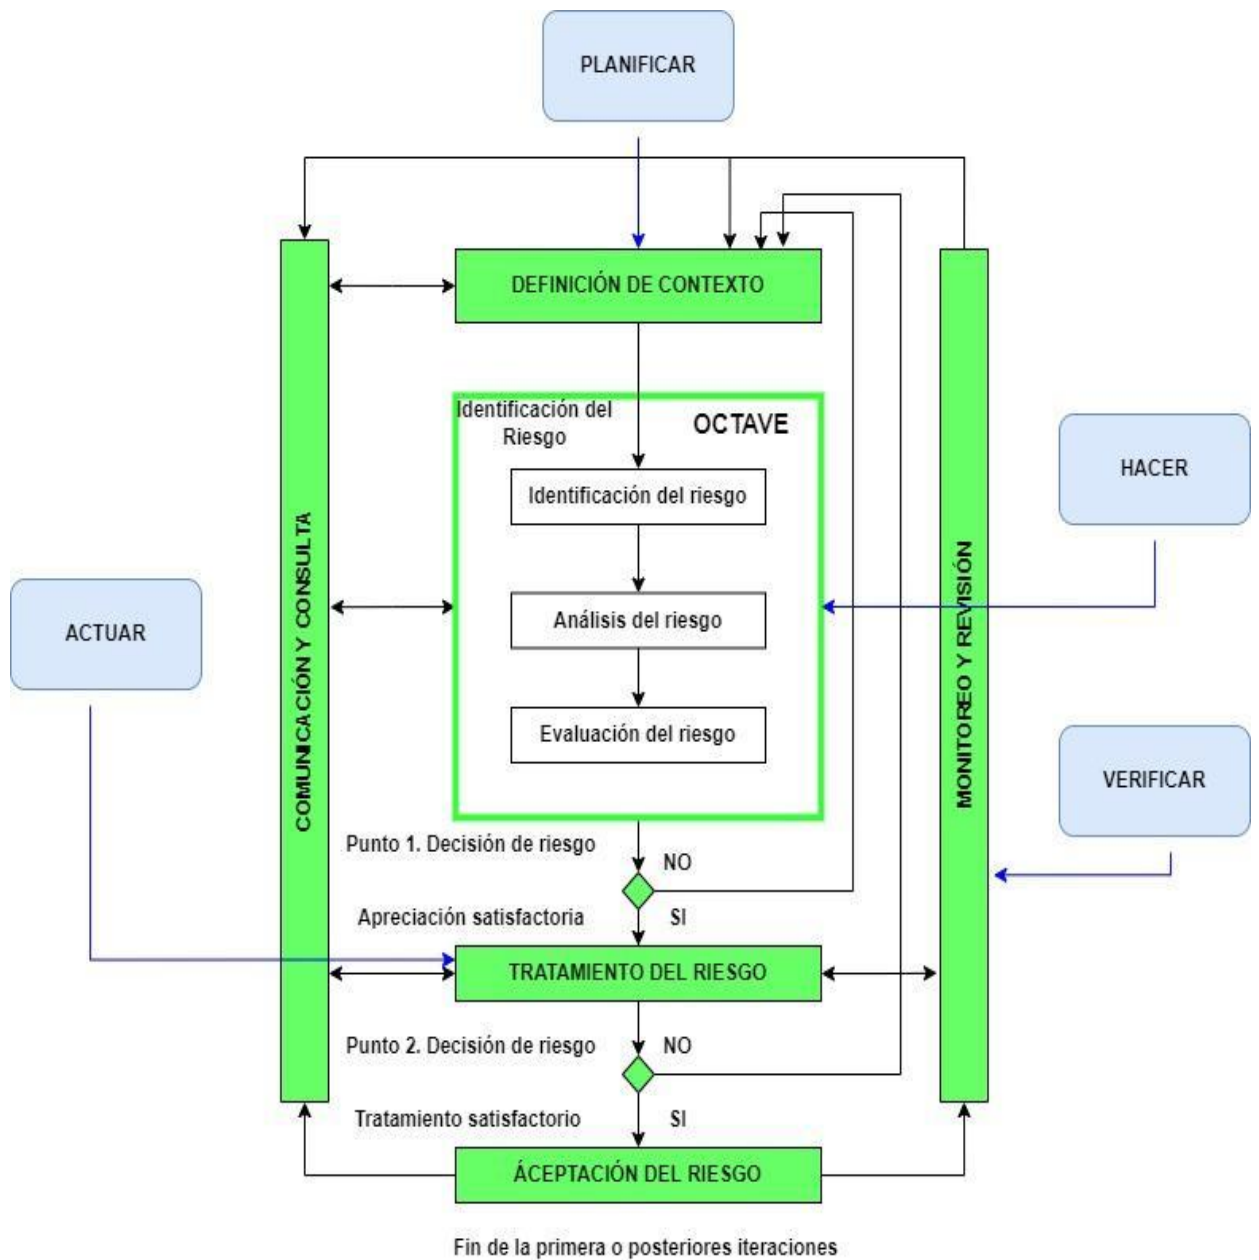 PLANIFICAR
DEFINICIÓN DE CONTEXTO
Identificación del
Riesgo
OCTAVE
Identificación del riesgo
HACER
COMUNICACIÓN Y CONSULTA
MONITOREO Y REVISIÓN
ACTUAR
Análisis del riesgo
Evaluación del riesgo
VERIFICAR
Punto 1. Decisión de riesgo
NO
Apreciación satisfactoria
SI
TRATAMIENTO DEL RIESGO
Punto 2. Decisión de riesgo
NO
Tratamiento satisfactorio
SI
ÁCEPTACIÓN DEL RIESGO
Fin de la primera o posteriores iteraciones